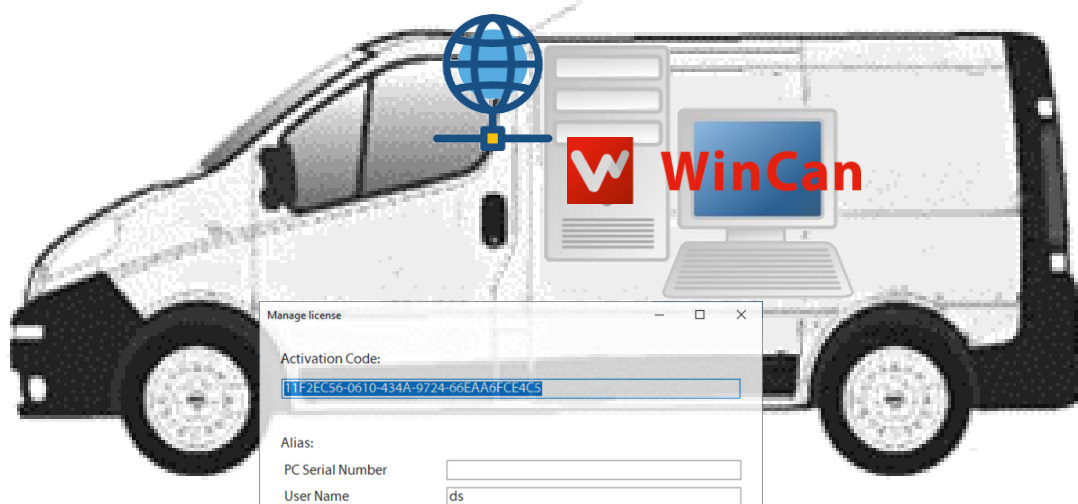 WinCan
Manage license
Activation Code:
11F2EC56-0610-434A-9724-66EAA6FCE4C5
Alias:
PC Serial Number
User Name ds